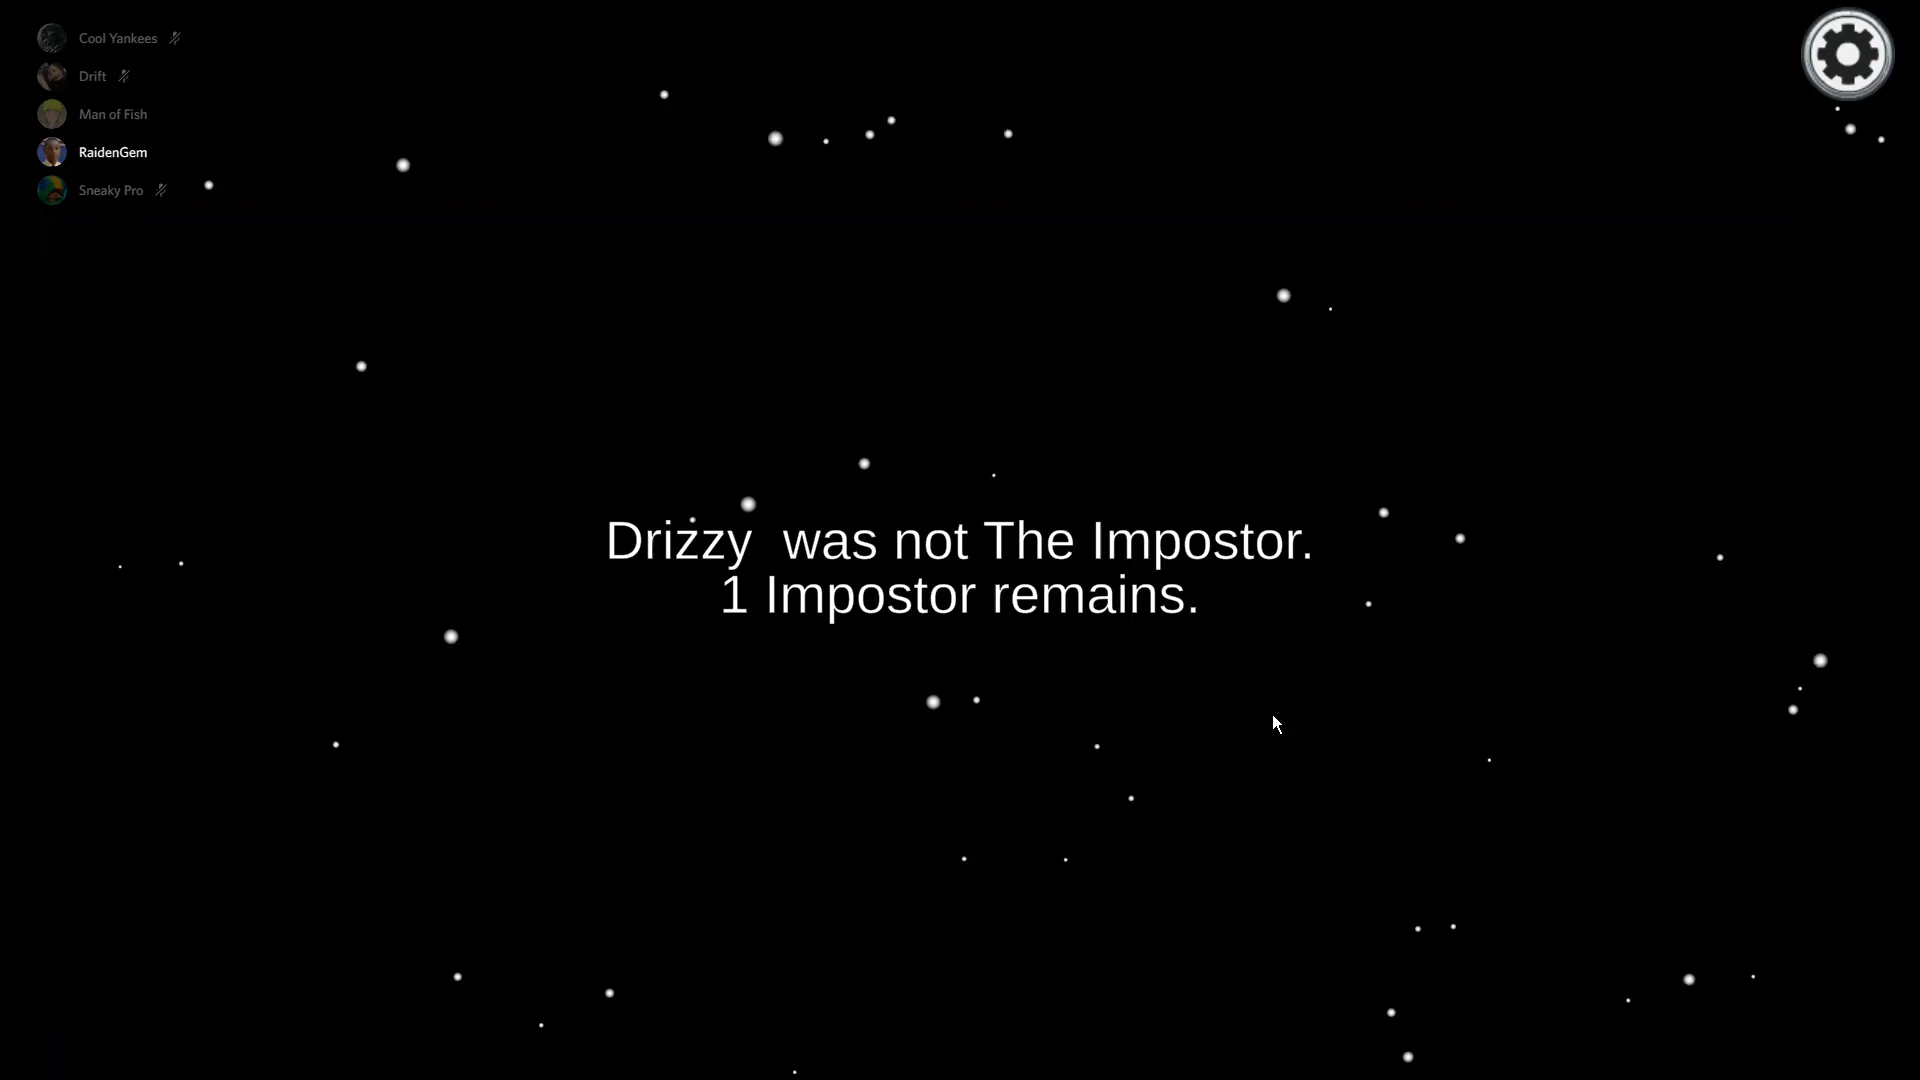 Cool Yankees
Drift
Man of Fish
RaidenGem
Sneaky Pro
Drizzy  was not The Impostor.
1 Impostor remains.